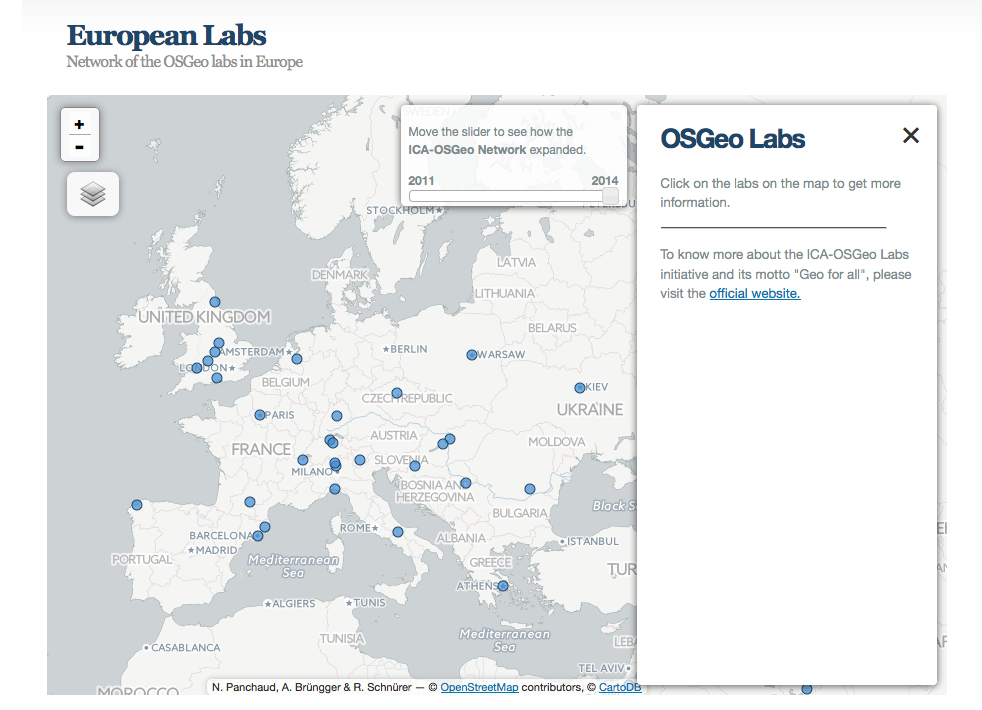 European Labs
Network of the OSGeo labs in Europe
+
-
Move the slider to see how the
ICA-OSGeo Network expanded.
2011 2014
OSGeo Labs
Click on the labs on the map to get more
information.
To know more about the ICA-OSGeo Labs
initiative and its motto "Geo for all", please
visit the official website.
SWEDEN
STOCKHOLM
LATVIA
DENMARK
LITHUANIA
UNITED KINGDOM
BELARUS
AMSTERDAM
BERLIN
WARSAW
LONDON
BELGIUM
KIEV
CZECH REPUBLIC
UKRAINE
PARIS
AUSTRIA
MOLDOVA
FRANCE
SLOVENIA
MILANO
BOSNIA AND
HERZEGOVINA
Black S
BULGARIA
ROME
BARCELONA
ALBANIA
ISTANBUL
MADRID
PORTUGAL
Mediterranean
Sea
GREECE
TUR
ATHENS
ALGIERS
TUNIS
Mediterranean
Sea
TUNISIA
LEB
CASABLANCA
TEL AVIV
MOROCCO
N. Panchaud, A. Brüngger & R. Schnürer — © OpenStreetMap contributors, © CartoDB